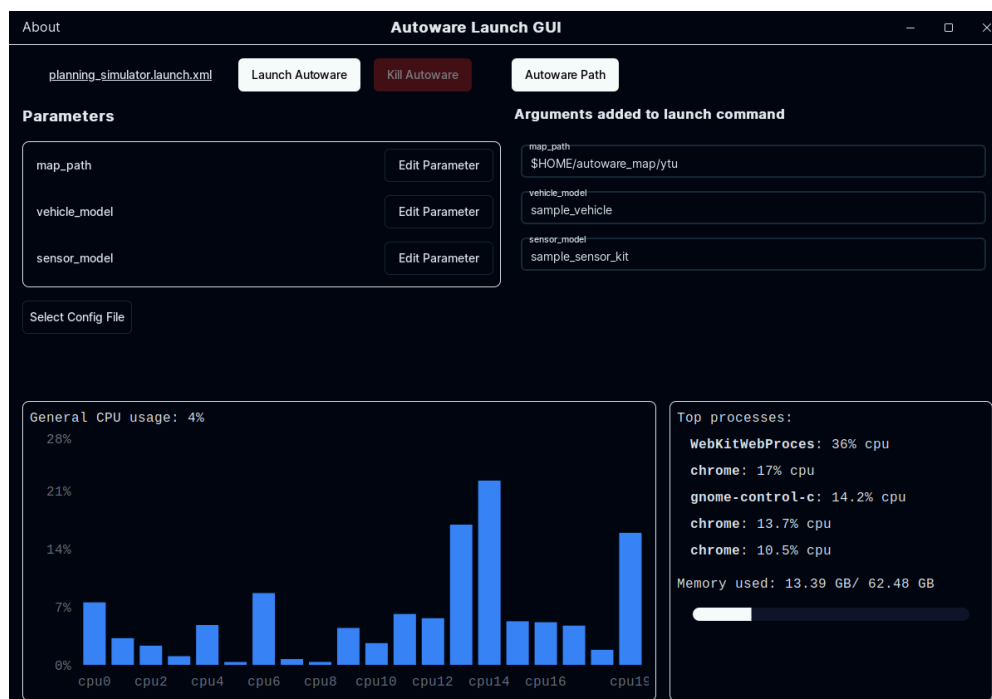 About
Autoware Launch GUI
planning_simulator.launch.xml
Launch Autoware
Kill Autoware
Autoware Path
Parameters
Arguments added to launch command
map_path
Edit Parameter
vehicle_model
Edit Parameter
sensor_model
Edit Parameter
map_path
$HOME/autoware_map/ytu
vehicle_model
sample_vehicle
sensor_model
sample_sensor_kit
Select Config File
General CPU usage: 4%
28%
21%
14%
7%
0%
cpu0 cpu2 cpu4 cpu6 cpu8 cpu10 cpu12 cpu14 cpu16 cpu19
Top processes:
WebKitWebProces: 36% cpu
chrome: 17% cpu
gnome-control-c: 14.2% cpu
chrome: 13.7% cpu
chrome: 10.5% cpu
Memory used: 13.39 GB/ 62.48 GB